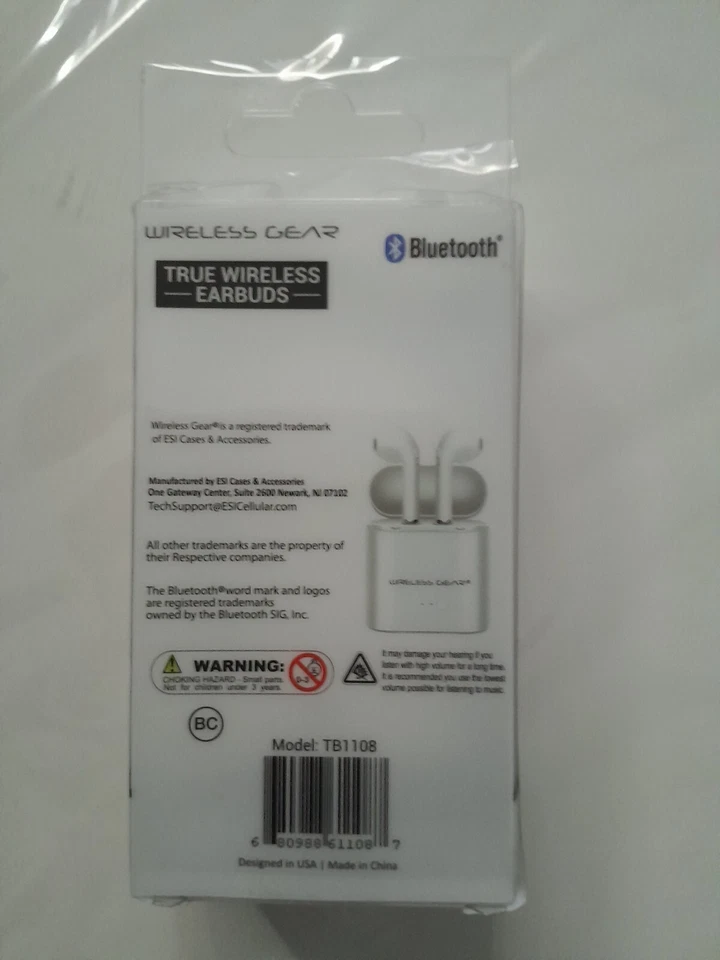 WIRELESS GEAR
Bluetooth®
TRUE WIRELESS
EARBUDS
Wireless Gear® is a registered trademark
of ESI Cases & Accessories.
Manufactured by ESI Cases & Accessories
One Gateway Center, Suite 2600 Newark, NJ 07102
TechSupport@ESICellular.com
All other trademarks are the property of
their Respective companies.
The Bluetooth® word mark and logos
are registered trademarks
owned by the Bluetooth SIG, Inc.
WIRELESS GEAR®
WARNING:
CHOKING HAZARD - Small parts.
Not for children under 3 years.
0-3
It may damage your hearing if you
listen with high volume for a long time.
It is recommended you use the lowest
volume possible for listening to music.
BC
Model: TB1108
6 80988 61108 7
Designed in USA | Made in China